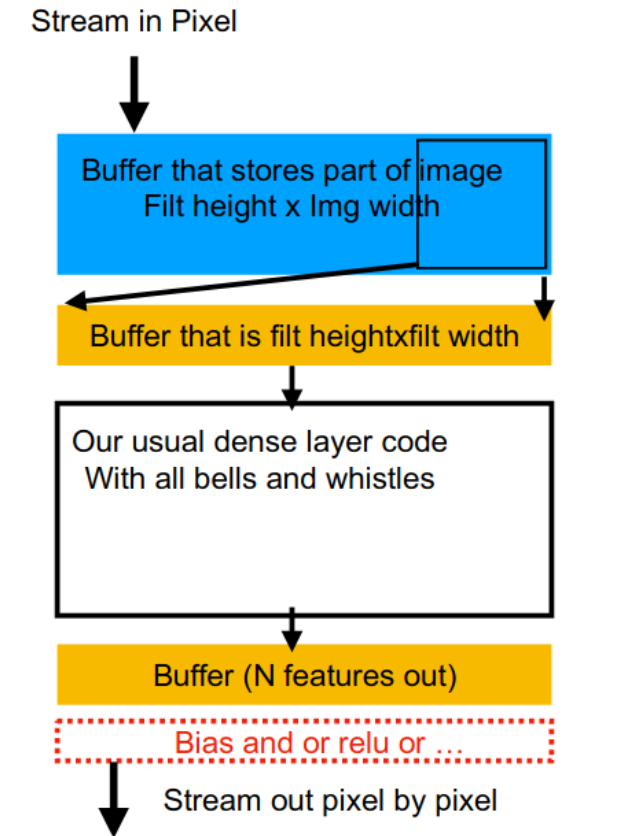 Stream in Pixel
Buffer that stores part of image
Filt height x Img width
Buffer that is filt heightxfilt width
Our usual dense layer code
With all bells and whistles
Buffer (N features out)
Bias and or relu or …
Stream out pixel by pixel